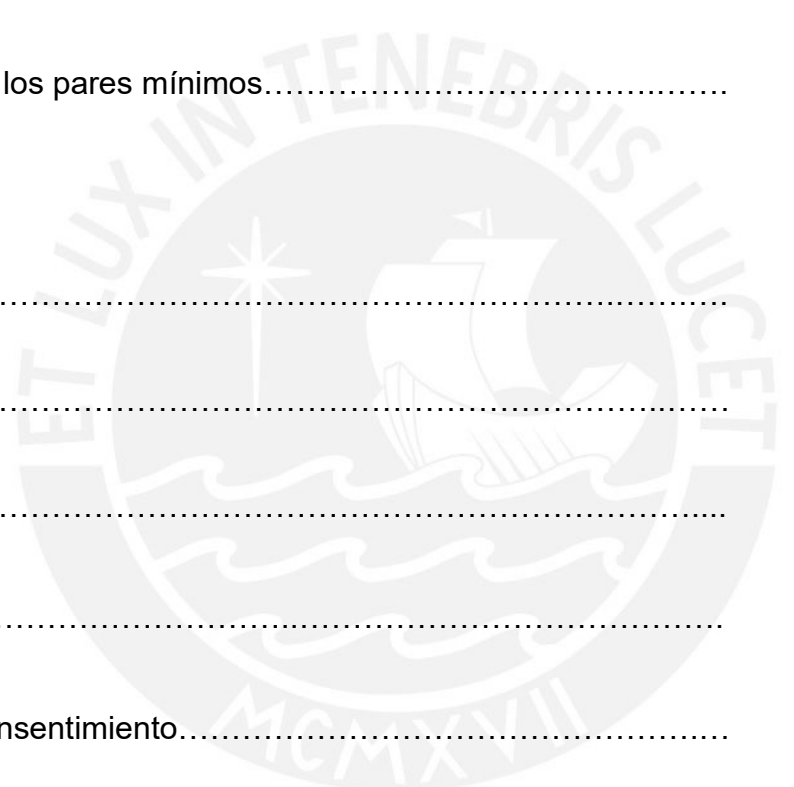 los pares mínimos……………………………….……
……………………………………………………….…….….
……………………………………………………………..……
………………………………………………………………....
……………………….………………………………….
nsentimiento……………………………………………….…
ET LUX IN TENEBRIS LUCET
MCMXVII